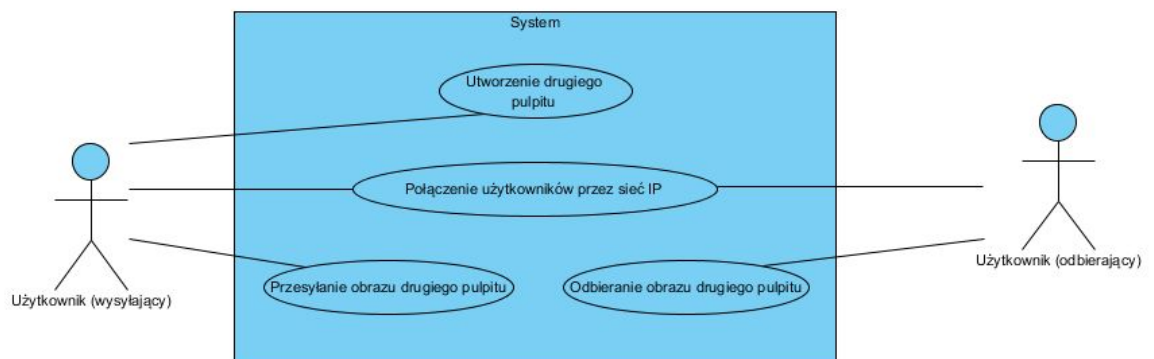 System
Utworzenie drugiego
pulpitu
Połączenie użytkowników przez sieć IP
Użytkownik (odbierający)
Przesyłanie obrazu drugiego pulpitu
Odbieranie obrazu drugiego pulpitu
Użytkownik (wysyłający)